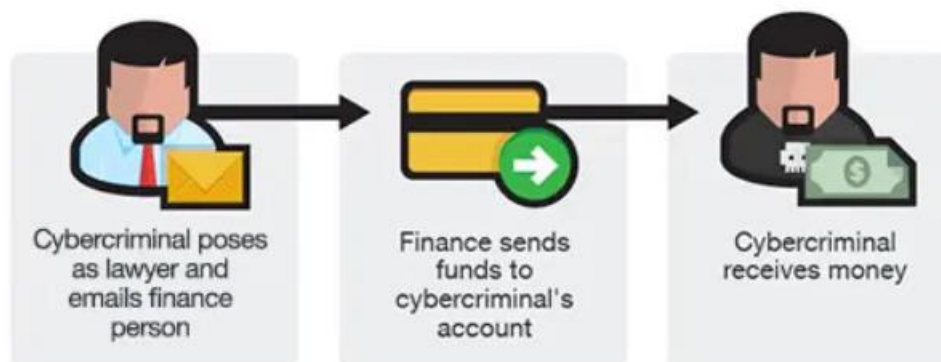 Cybercriminal poses
as lawyer and
emails finance
person
Finance sends
funds to
cybercriminal's
account
Cybercriminal
receives money